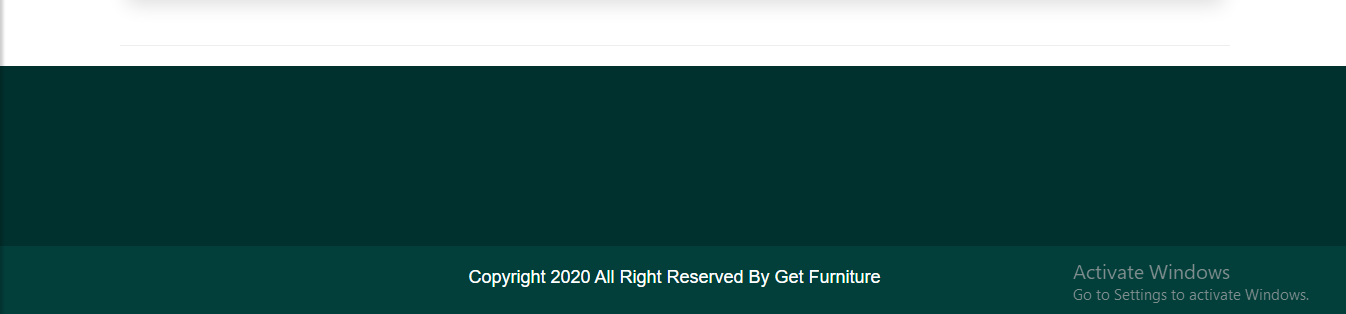 Copyright 2020 All Right Reserved By Get Furniture
Activate Windows
Go to Settings to activate Windows.